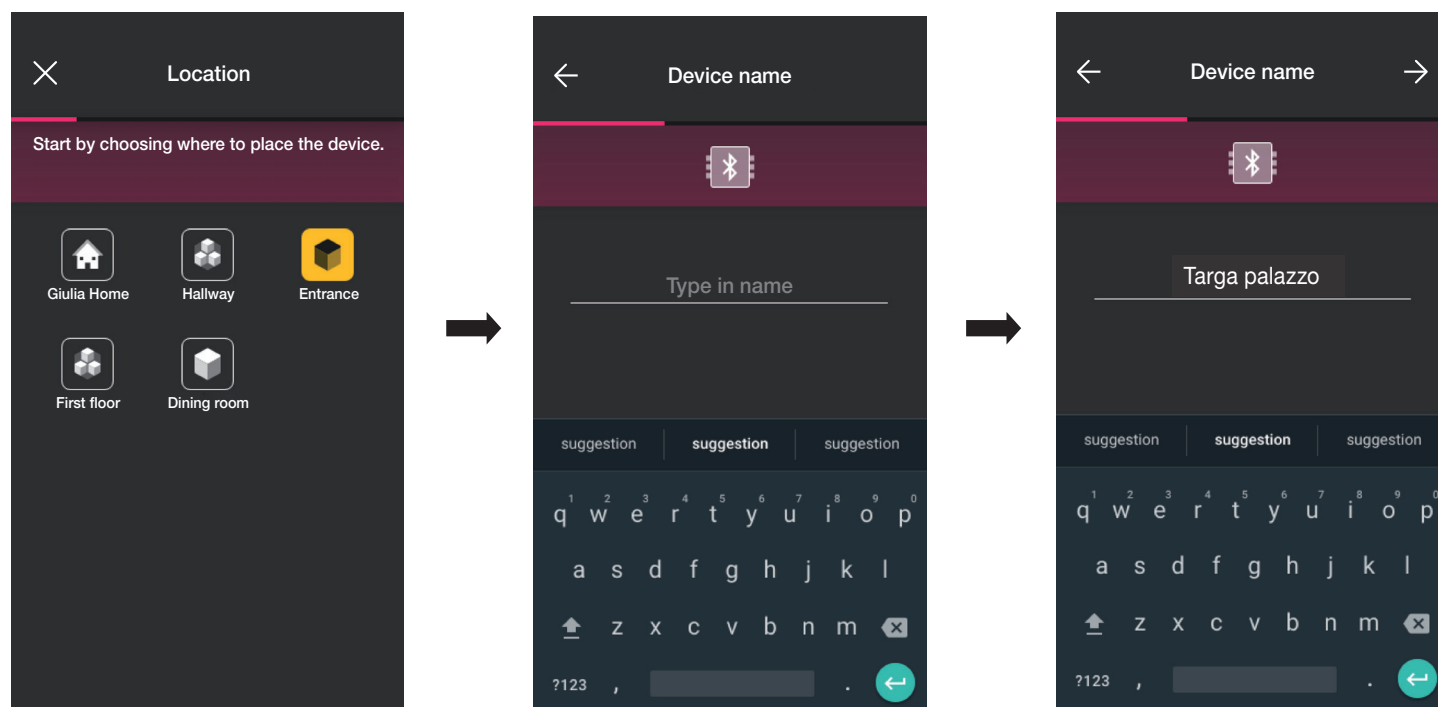 Location
Start by choosing where to place the device.
Giulia Home
Hallway
Entrance
First floor
Dining room
Device name
Type in name
suggestion suggestion suggestion
1 2 3 4 5 6 7 8 9 0
q w e r t y u i o p
a s d f g h j k l
z x c v b n m
?123 , .
Device name
Targa palazzo
suggestion suggestion suggestion
1 2 3 4 5 6 7 8 9 0
q w e r t y u i o p
a s d f g h j k l
z x c v b n m
?123 , .